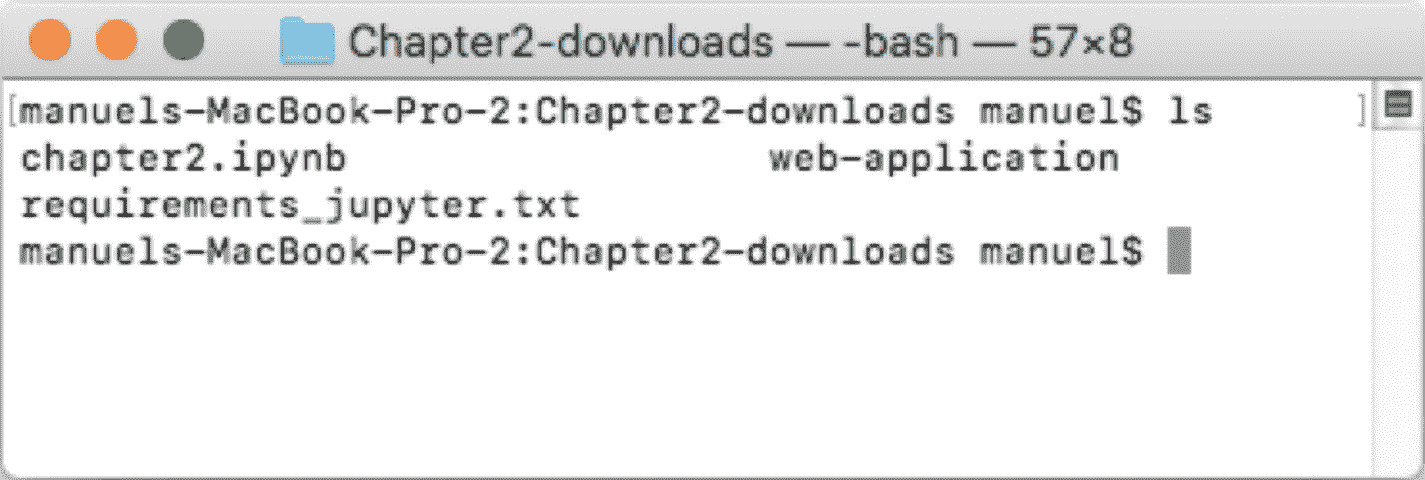 Chapter2-downloads — -bash — 57×8
[manuels-MacBook-Pro-2:Chapter2-downloads manuel$ ls ]
chapter2.ipynb web-application
requirements_jupyter.txt
manuels-MacBook-Pro-2:Chapter2-downloads manuel$